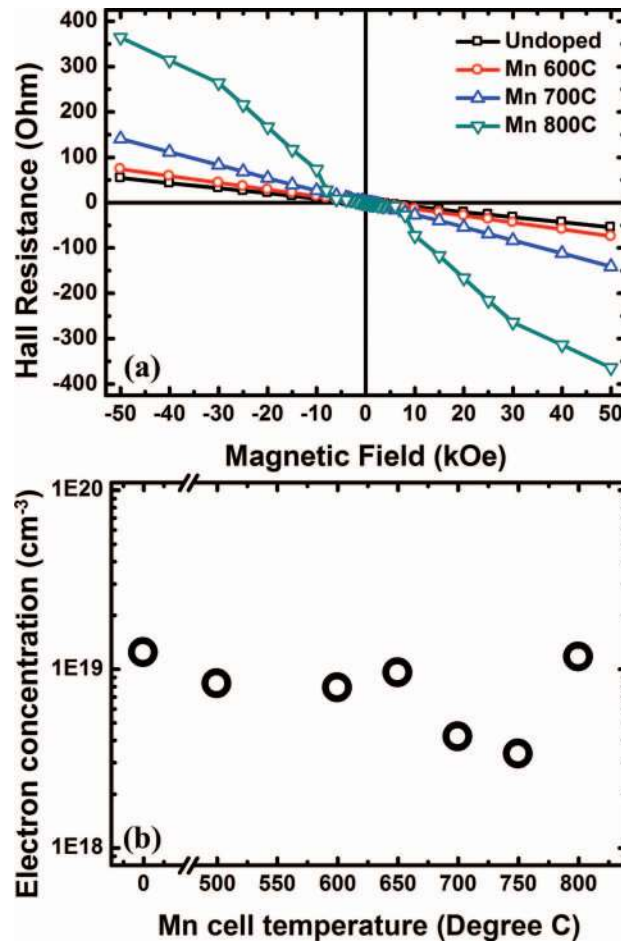 400
300
200
100
0
-100
-200
-300
-400
Hall Resistance (Ohm)
Undoped
Mn 600C
Mn 700C
Mn 800C
(a)
-50 -40 -30 -20 -10 0 10 20 30 40 50
Magnetic Field (kOe)
1E20
1E19
1E18
Electron concentration (cm-3)
(b)
0 500 550 600 650 700 750 800
Mn cell temperature (Degree C)